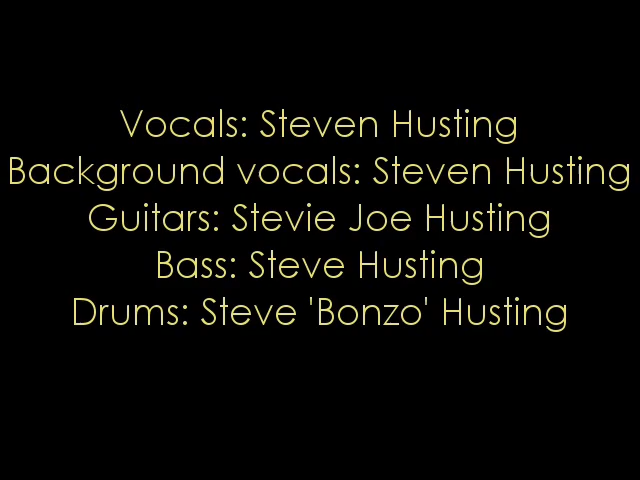 Vocals: Steven Husting
Background vocals: Steven Husting
Guitars: Stevie Joe Husting
Bass: Steve Husting
Drums: Steve 'Bonzo' Husting